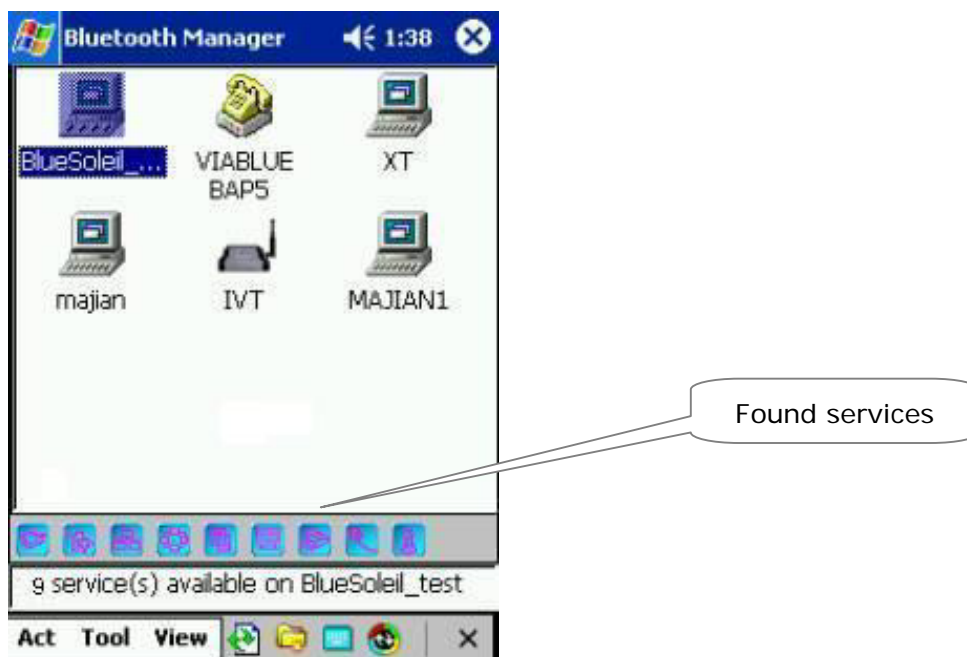 Bluetooth Manager 1:38
BlueSoleil_... VIABLUE BAP5 XT
majian IVT MAJIAN1
Found services
9 service(s) available on BlueSoleil_test
Act Tool View